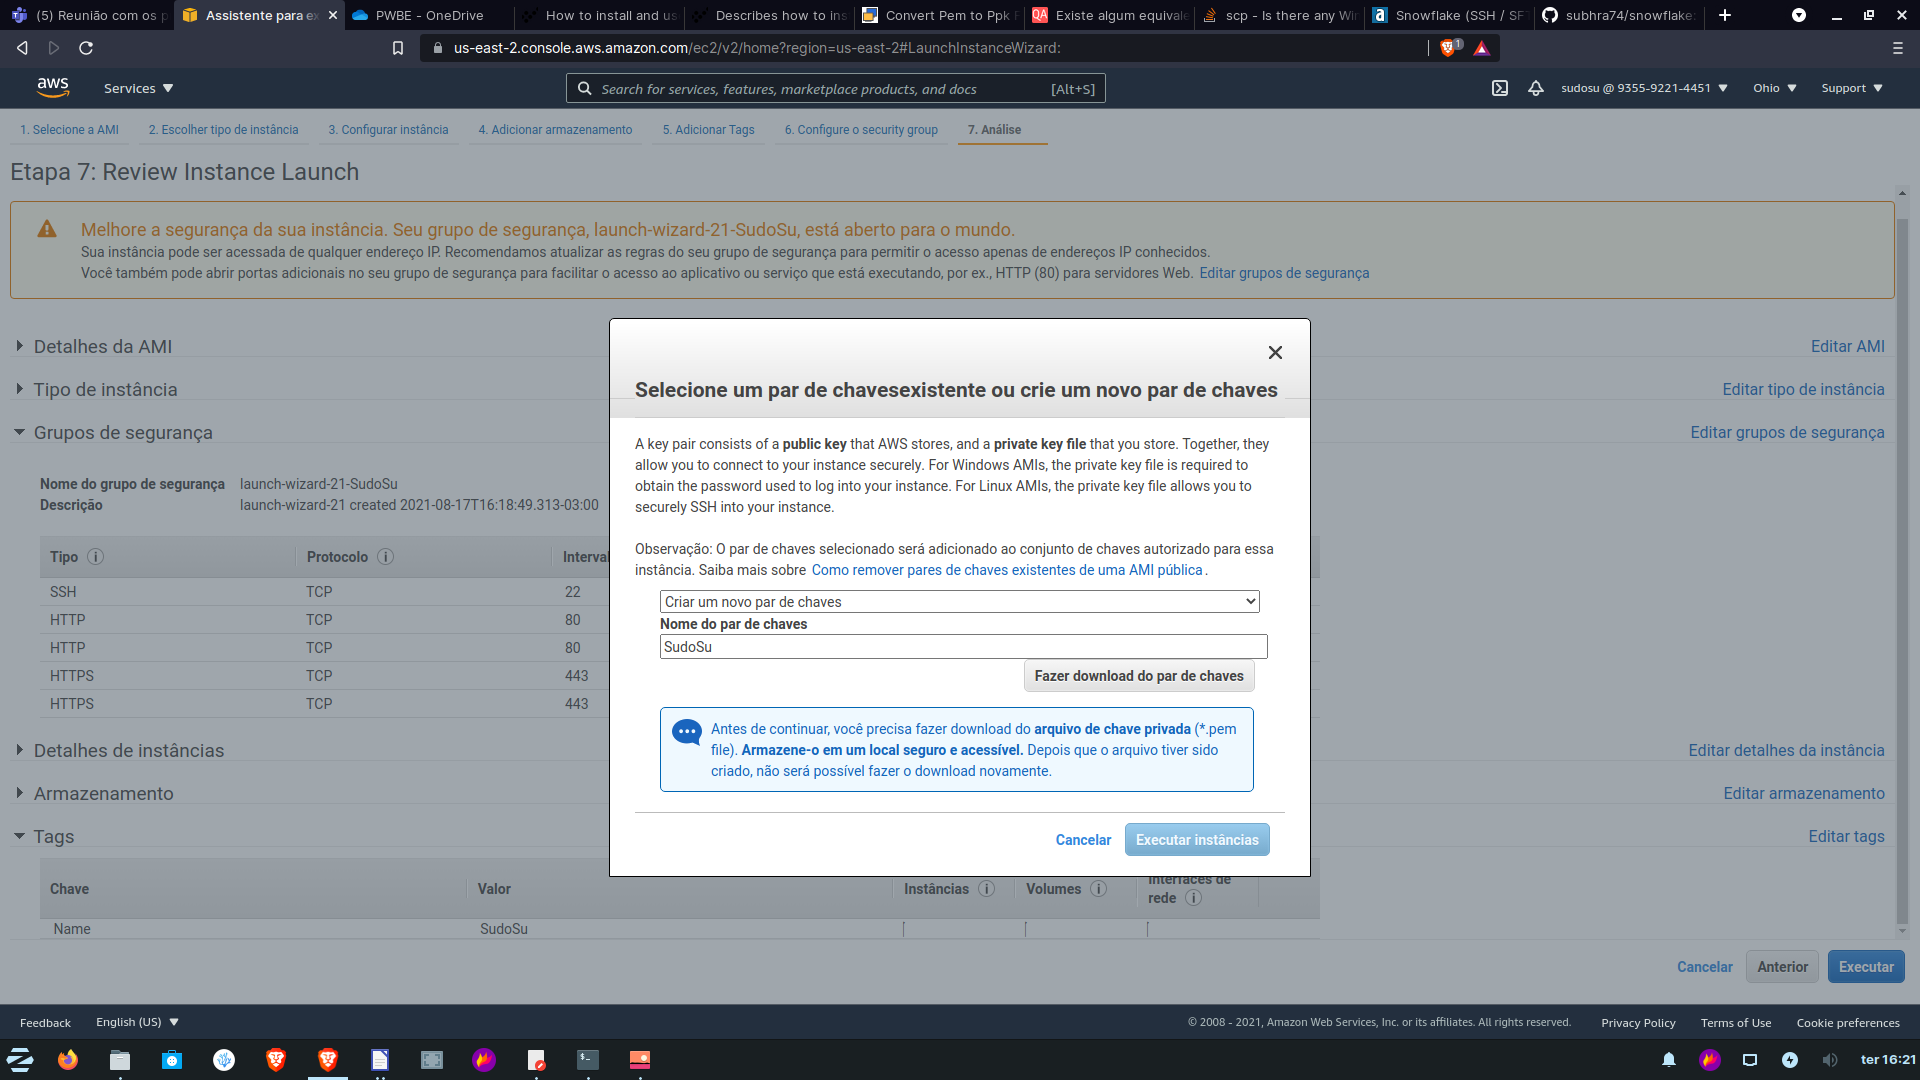 (5) Reunião com os p
Assistente para ex
PWBE - OneDrive
How to install and us
Describes how to ins
Convert Pem to Ppk F
Existe algum equivale
scp - Is there any Win
Snowflake (SSH / SFT
subhra74/snowflake:
us-east-2.console.aws.amazon.com/ec2/v2/home?region=us-east-2#LaunchInstanceWizard:
1
aws
Services
Search for services, features, marketplace products, and docs
[Alt+S]
sudosu @ 9355-9221-4451
Ohio
Support
1. Selecione a AMI
2. Escolher tipo de instância
3. Configurar instância
4. Adicionar armazenamento
5. Adicionar Tags
6. Configure o security group
7. Análise
Etapa 7: Review Instance Launch
Melhore a segurança da sua instância. Seu grupo de segurança, launch-wizard-21-SudoSu, está aberto para o mundo.
Sua instância pode ser acessada de qualquer endereço IP. Recomendamos atualizar as regras do seu grupo de segurança para permitir o acesso apenas de endereços IP conhecidos.
Você também pode abrir portas adicionais no seu grupo de segurança para facilitar o acesso ao aplicativo ou serviço que está executando, por ex., HTTP (80) para servidores Web. Editar grupos de segurança
Detalhes da AMI
Editar AMI
Tipo de instância
Editar tipo de instância
Grupos de segurança
Editar grupos de segurança
Nome do grupo de segurança
launch-wizard-21-SudoSu
Descrição
launch-wizard-21 created 2021-08-17T16:18:49.313-03:00
Tipo
Protocolo
Interval
SSH TCP 22
HTTP TCP 80
HTTP TCP 80
HTTPS TCP 443
HTTPS TCP 443
Detalhes de instâncias
Editar detalhes da instância
Armazenamento
Editar armazenamento
Tags
Editar tags
Chave
Valor
Instâncias
Volumes
Interfaces de
rede
Name
SudoSu
Selecione um par de chavesexistente ou crie um novo par de chaves
A key pair consists of a public key that AWS stores, and a private key file that you store. Together, they
allow you to connect to your instance securely. For Windows AMIs, the private key file is required to
obtain the password used to log into your instance. For Linux AMIs, the private key file allows you to
securely SSH into your instance.
Observação: O par de chaves selecionado será adicionado ao conjunto de chaves autorizado para essa
instância. Saiba mais sobre Como remover pares de chaves existentes de uma AMI pública.
Criar um novo par de chaves
Nome do par de chaves
SudoSu
Fazer download do par de chaves
Antes de continuar, você precisa fazer download do arquivo de chave privada (*.pem
file). Armazene-o em um local seguro e acessível. Depois que o arquivo tiver sido
criado, não será possível fazer o download novamente.
Cancelar
Executar instâncias
Cancelar
Anterior
Executar
Feedback
English (US)
© 2008 - 2021, Amazon Web Services, Inc. or its affiliates. All rights reserved.
Privacy Policy
Terms of Use
Cookie preferences
ter 16:21